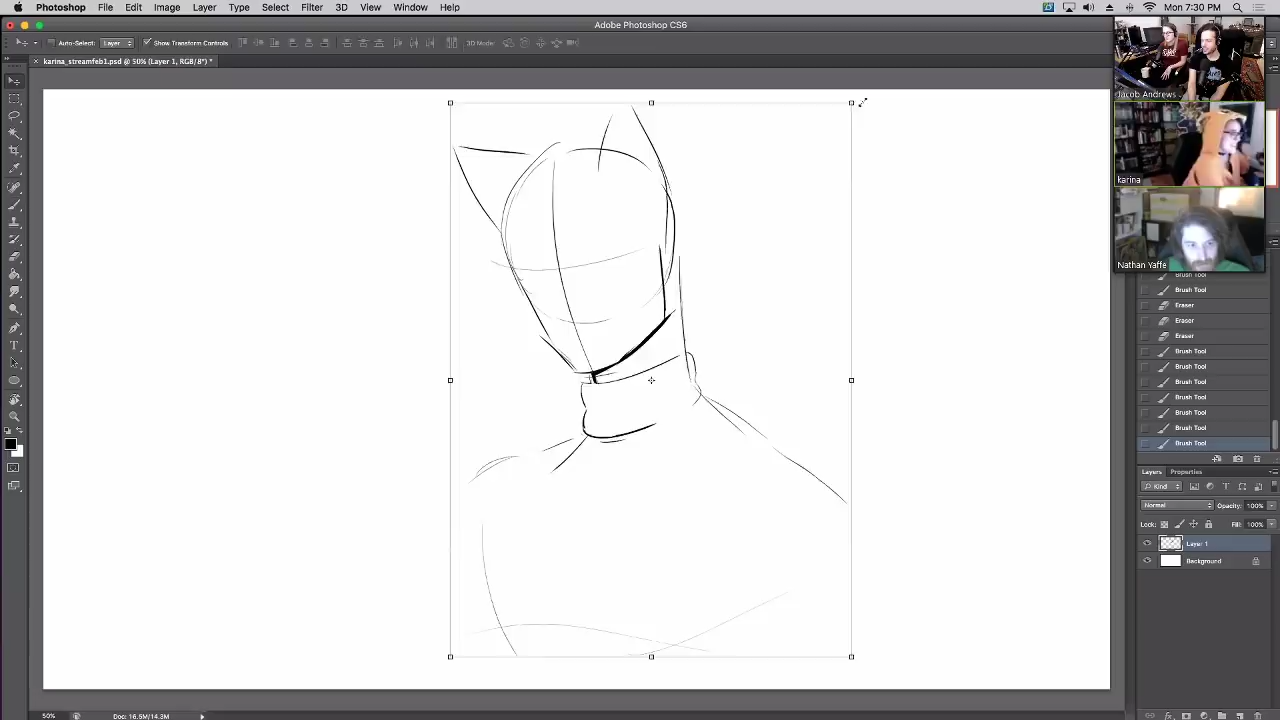 Photoshop File Edit Image Layer Type Select Filter 3D View Window Help Mon 7:30 PM
Adobe Photoshop CS6
Auto-Select: Layer Show Transform Controls 3D Mode:
karina_streamfeb1.psd @ 50% (Layer 1, RGB/8*) *
Jacob Andrews
karina
Nathan Yaffe
Brush Tool
Brush Tool
Eraser
Eraser
Eraser
Brush Tool
Brush Tool
Brush Tool
Brush Tool
Brush Tool
Brush Tool
Brush Tool
Layers Properties
Kind
Normal Opacity: 100%
Lock: Fill: 100%
Layer 1
Background
50% Doc: 16.5M/14.3M